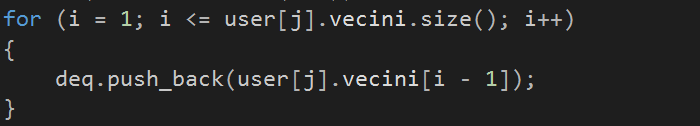 for (i = 1; i <= user[j].vecini.size(); i++)
{
    deq.push_back(user[j].vecini[i - 1]);
}